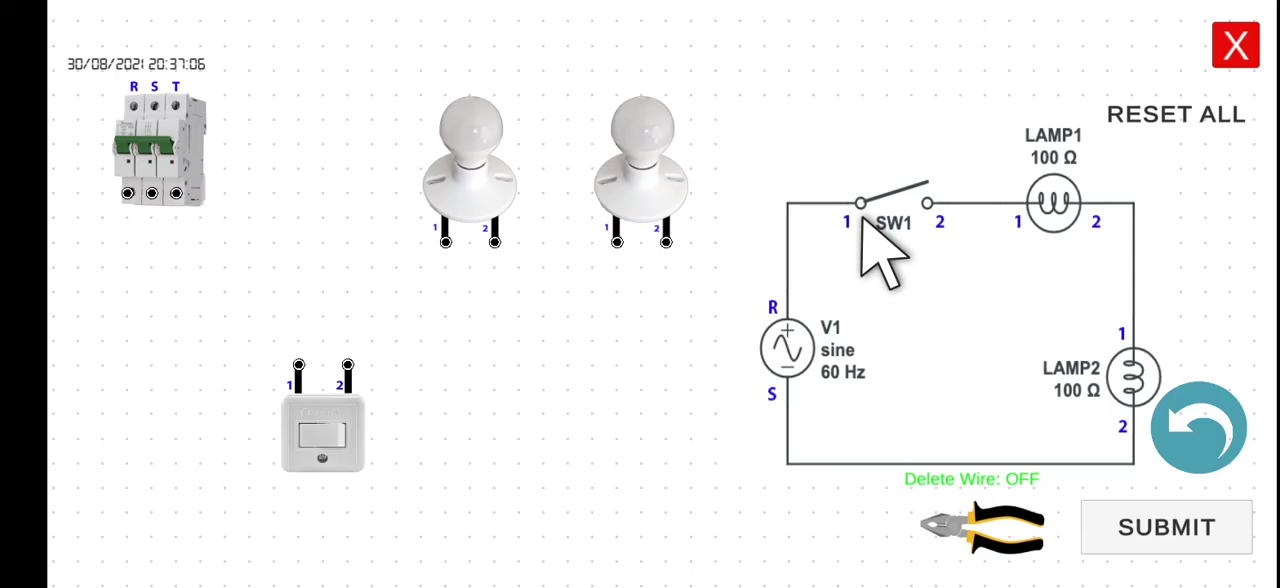 30/08/2021 20:37:06
R S T
X
RESET ALL
LAMP1
100 Ω
1 2
1 2
1 SW1 2
1 2
R
V1
sine
60 Hz
S
1
LAMP2
100 Ω
2
1 2
Delete Wire: OFF
SUBMIT